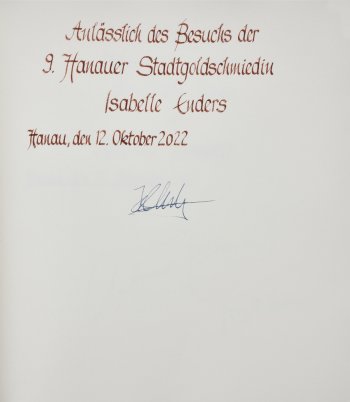 Anlässlich des Besuchs der
9. Hanauer Stadtgoldschmiedin
Isabelle Enders
Hanau, den 12. Oktober 2022